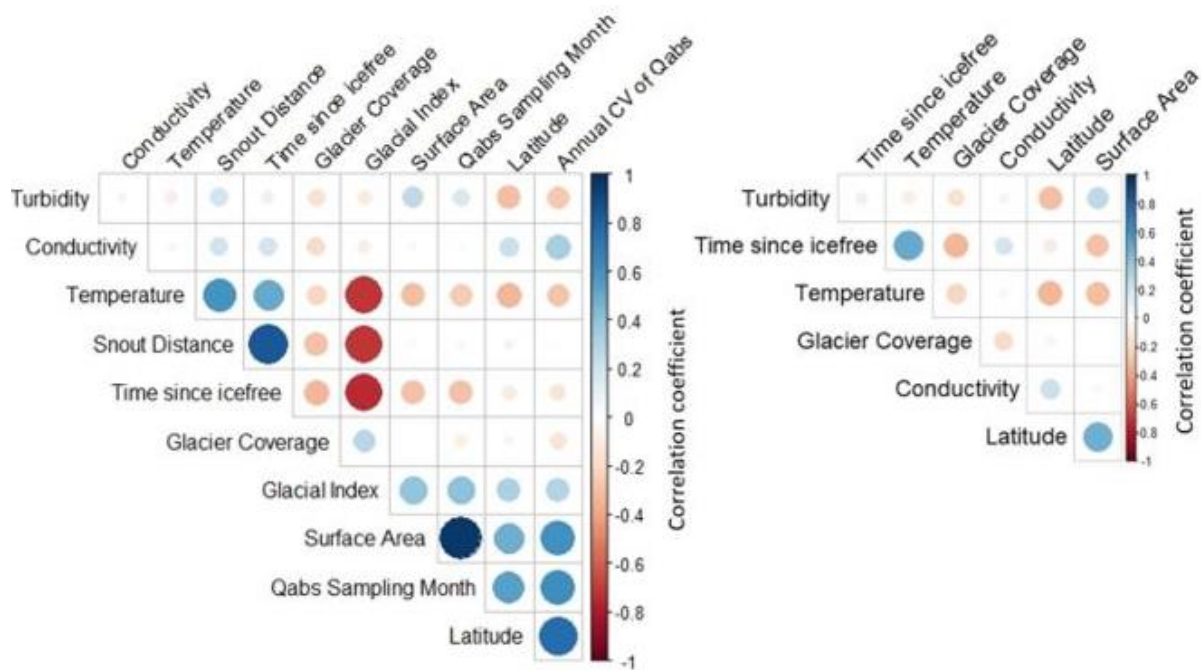 Conductivity
Temperature
Snout Distance
Time since icefree
Glacier Coverage
Glacial Index
Surface Area
Qabs Sampling Month
Latitude
Annual CV of Qabs
Turbidity
Conductivity
Temperature
Snout Distance
Time since icefree
Glacier Coverage
Glacial Index
Surface Area
Qabs Sampling Month
Latitude
1
0.8
0.6
0.4
0.2
0
-0.2
-0.4
-0.6
-0.8
-1
Correlation coefficient
Time since icefree
Temperature
Glacier Coverage
Conductivity
Latitude
Surface Area
Turbidity
Time since icefree
Temperature
Glacier Coverage
Conductivity
Latitude
1
0.8
0.6
0.4
0.2
0
-0.2
-0.4
-0.6
-0.8
-1
Correlation coefficient